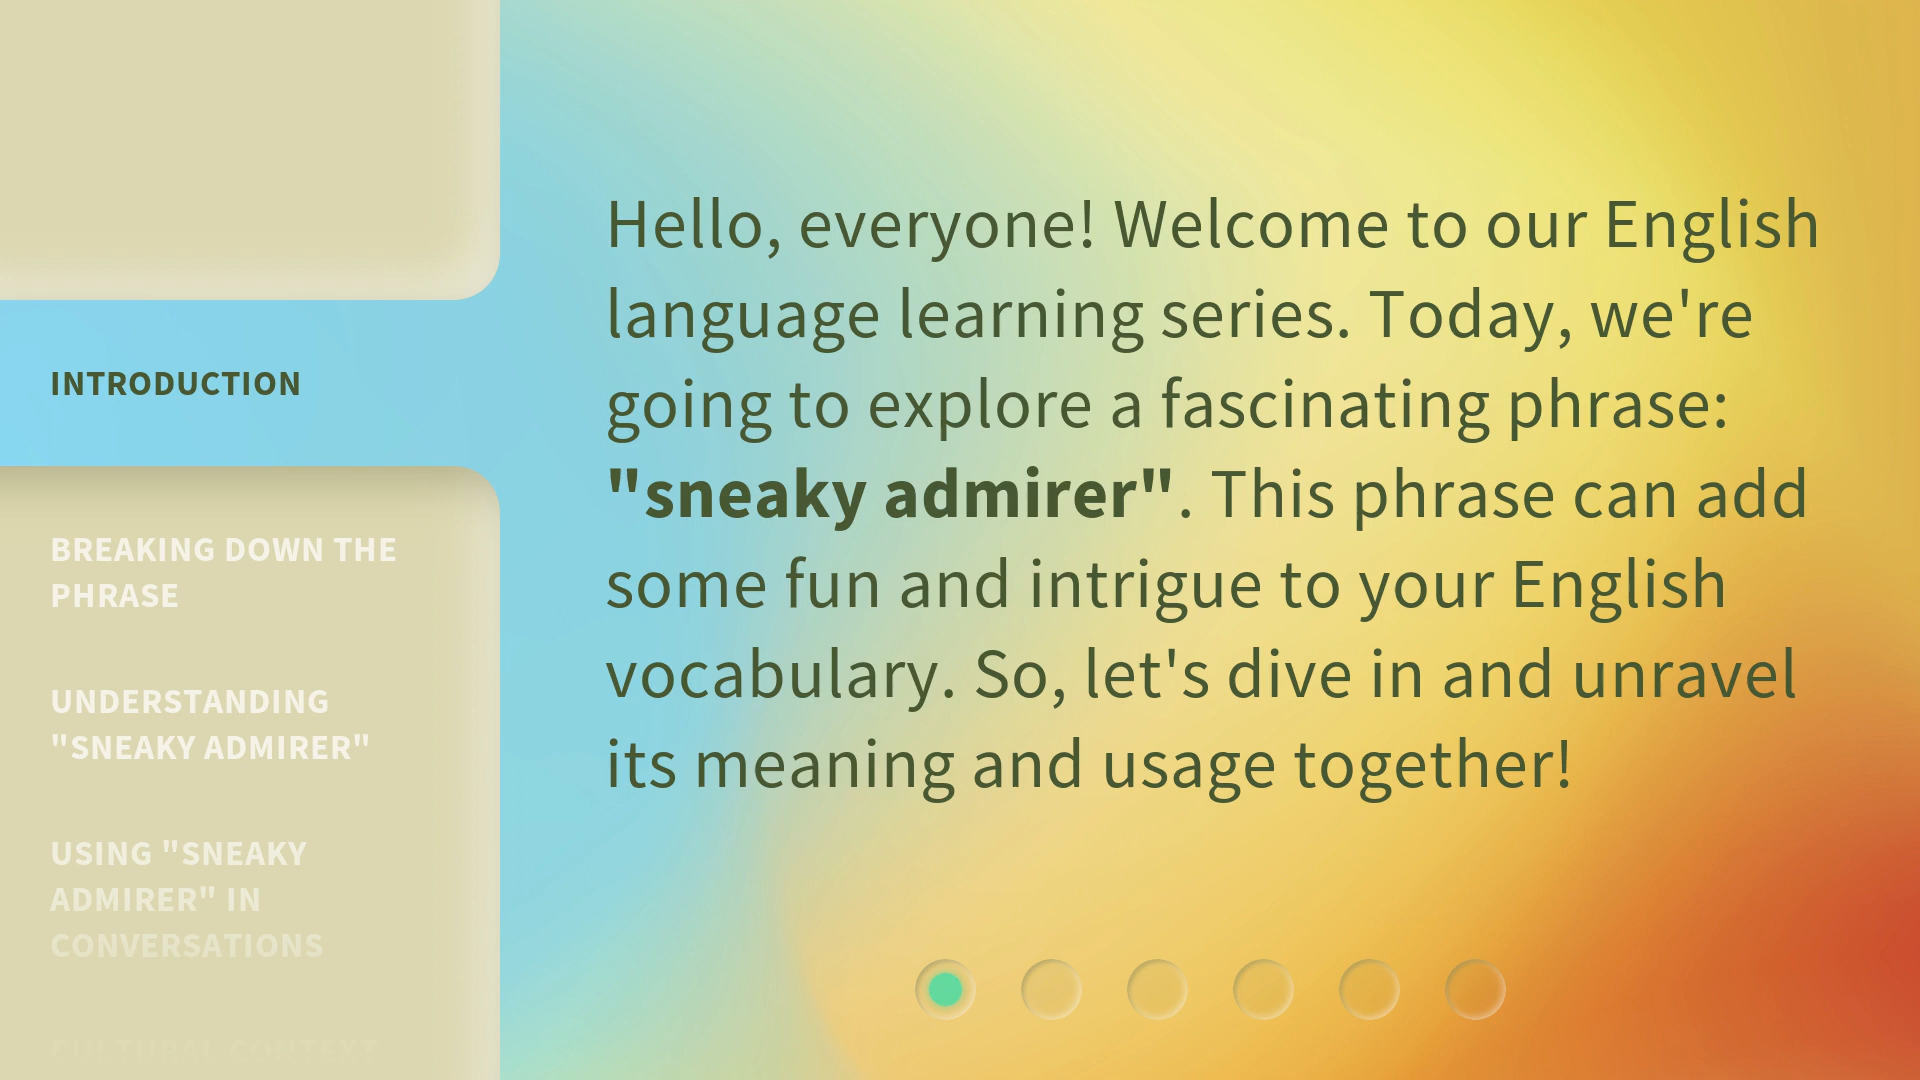 INTRODUCTION
BREAKING DOWN THE
PHRASE
UNDERSTANDING
"SNEAKY ADMIRER"
USING "SNEAKY
ADMIRER" IN
CONVERSATIONS
CULTURAL CONTEXT
Hello, everyone! Welcome to our English
language learning series. Today, we're
going to explore a fascinating phrase:
"sneaky admirer". This phrase can add
some fun and intrigue to your English
vocabulary. So, let's dive in and unravel
its meaning and usage together!